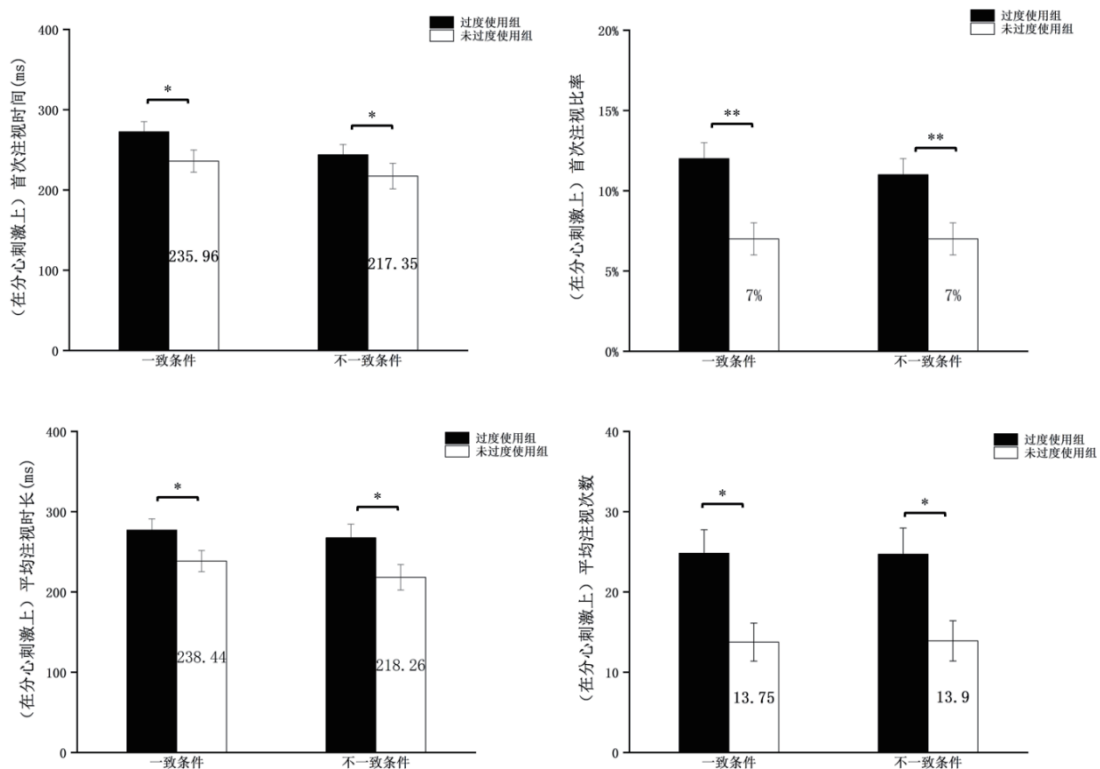 过度使用组
未过度使用组
(在分心刺激上) 首次注视时间(ms)
400
300
200
100
0
*
*
235.96
217.35
一致条件
不一致条件
过度使用组
未过度使用组
(在分心刺激上) 首次注视比率
20%
15%
10%
5%
0%
**
**
7%
7%
一致条件
不一致条件
过度使用组
未过度使用组
(在分心刺激上) 平均注视时长(ms)
400
300
200
100
0
*
*
238.44
218.26
一致条件
不一致条件
过度使用组
未过度使用组
(在分心刺激上) 平均注视次数
40
30
20
10
0
*
*
13.75
13.9
一致条件
不一致条件